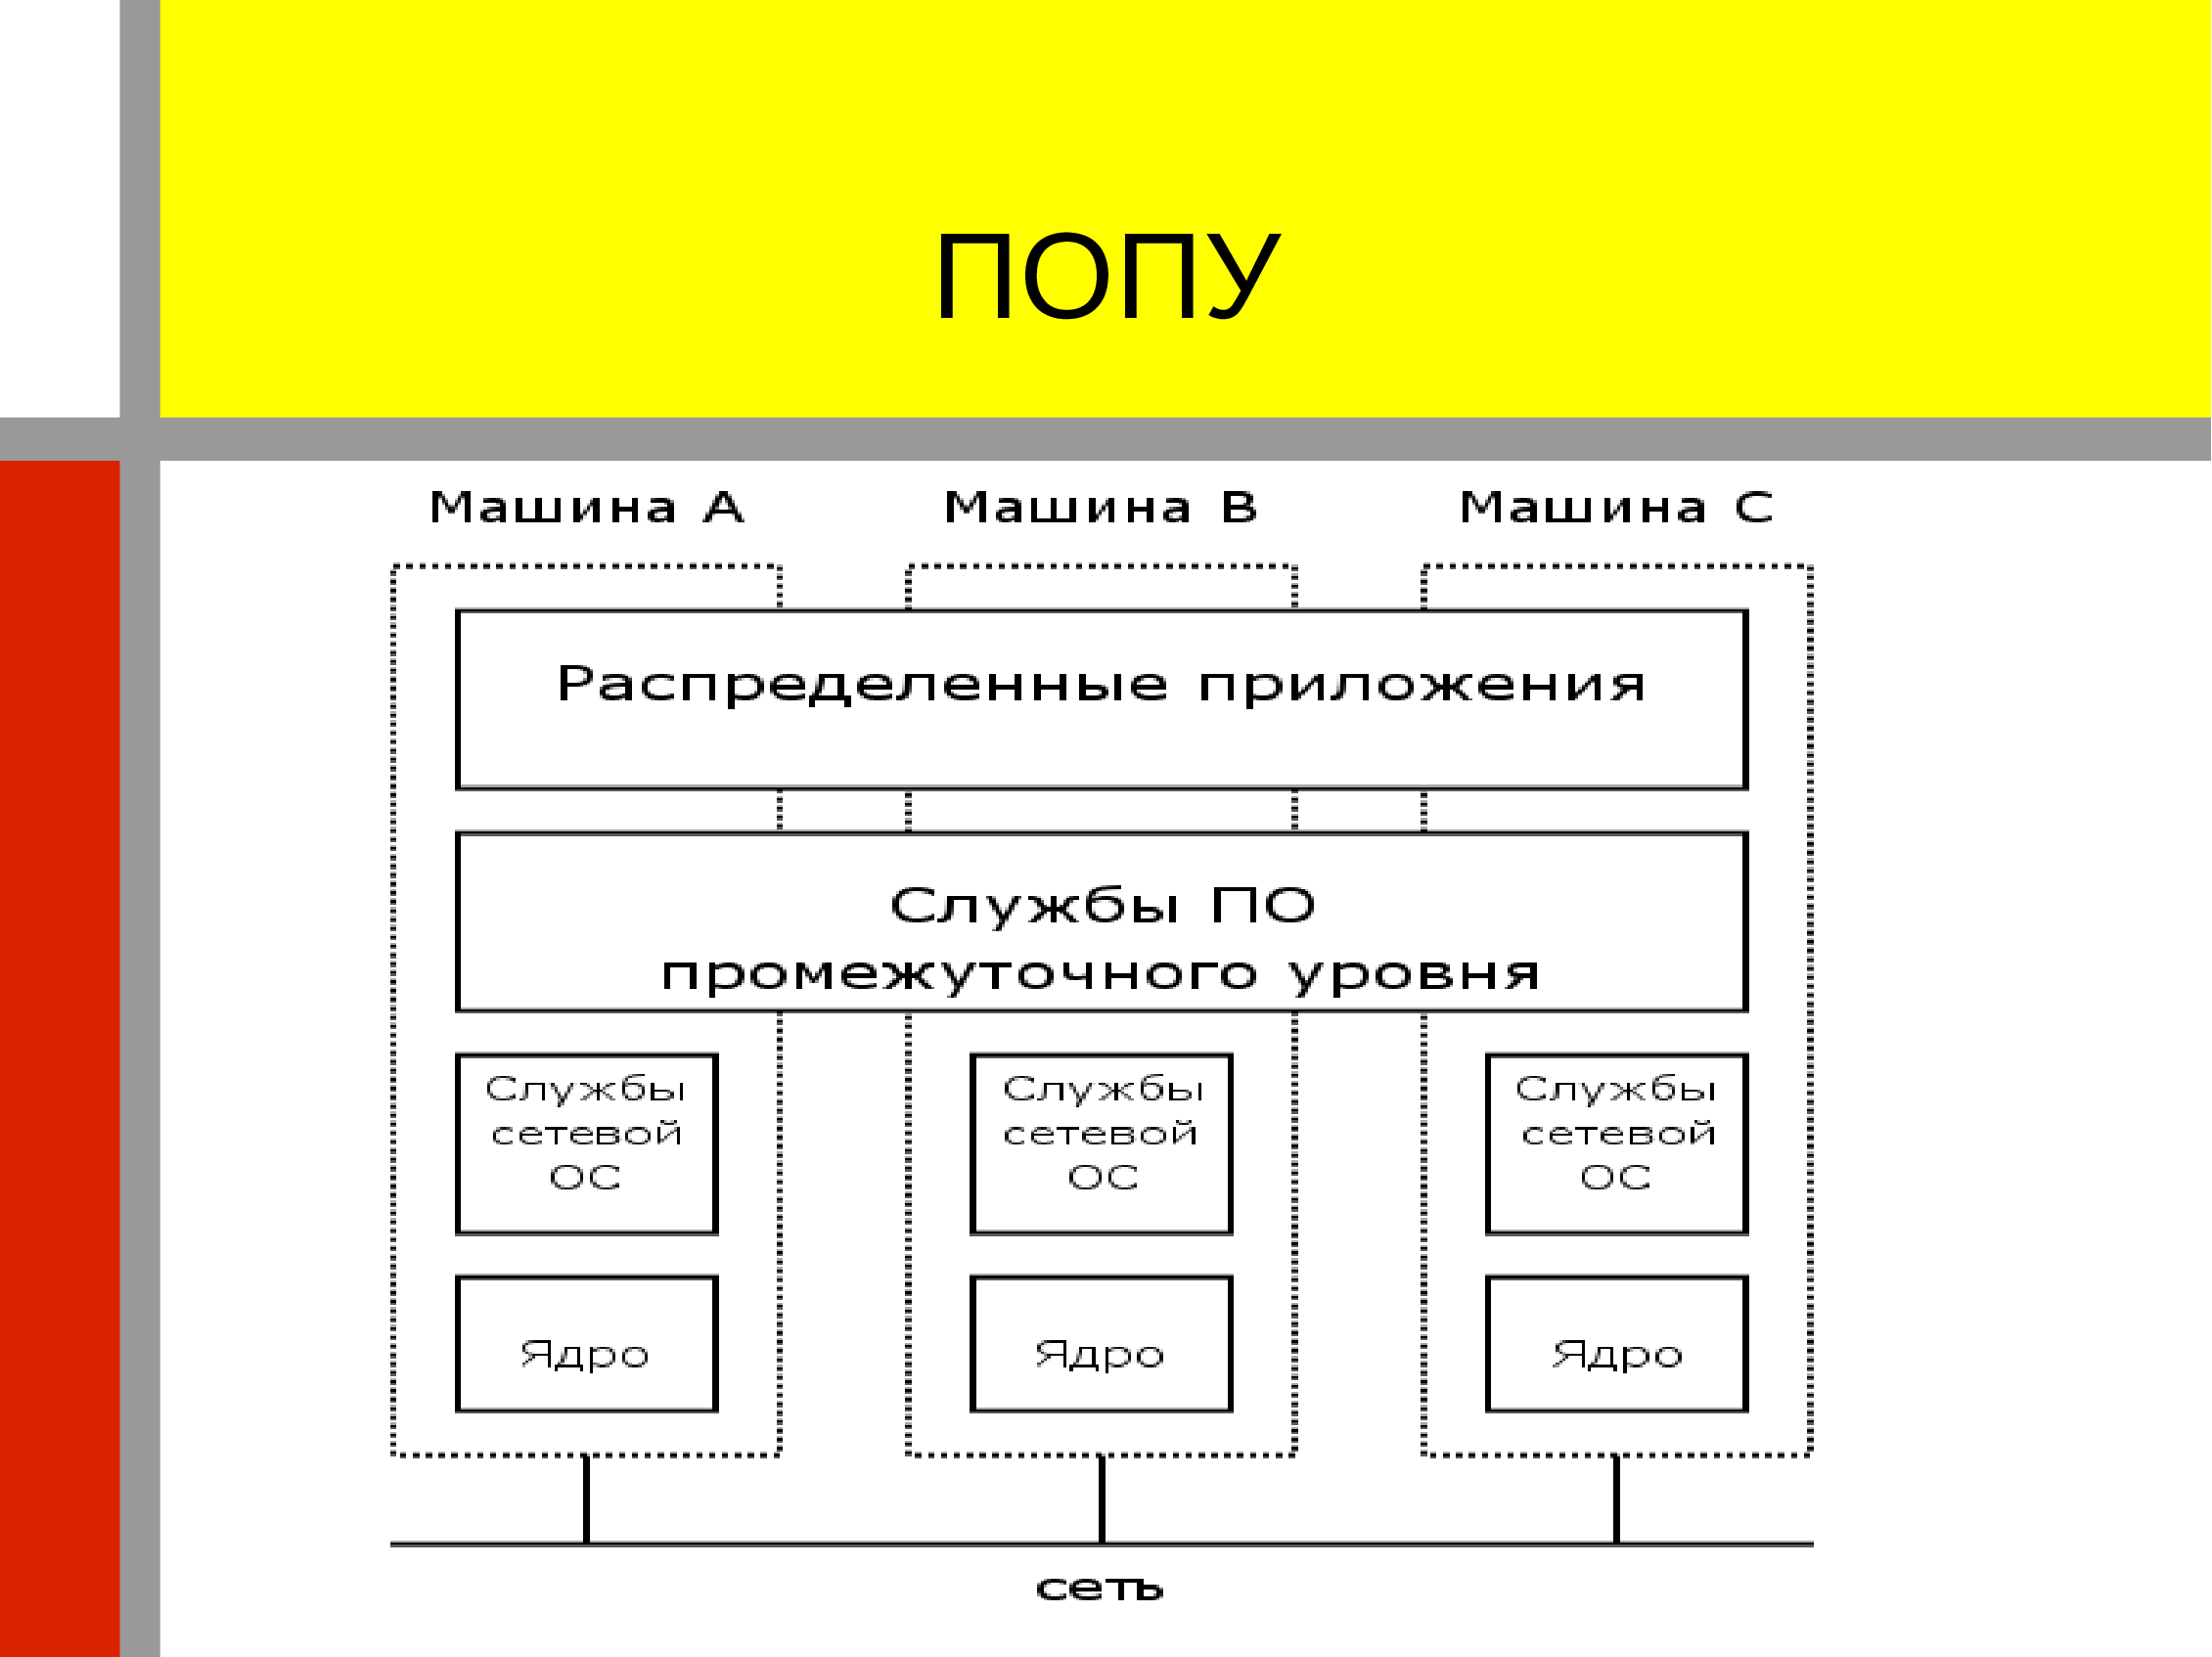 ПОПУ
Машина A
Машина B
Машина C
Распределенные приложения
Службы ПО
промежуточного уровня
Службы
сетевой
ОС
Службы
сетевой
ОС
Службы
сетевой
ОС
Ядро
Ядро
Ядро
сеть